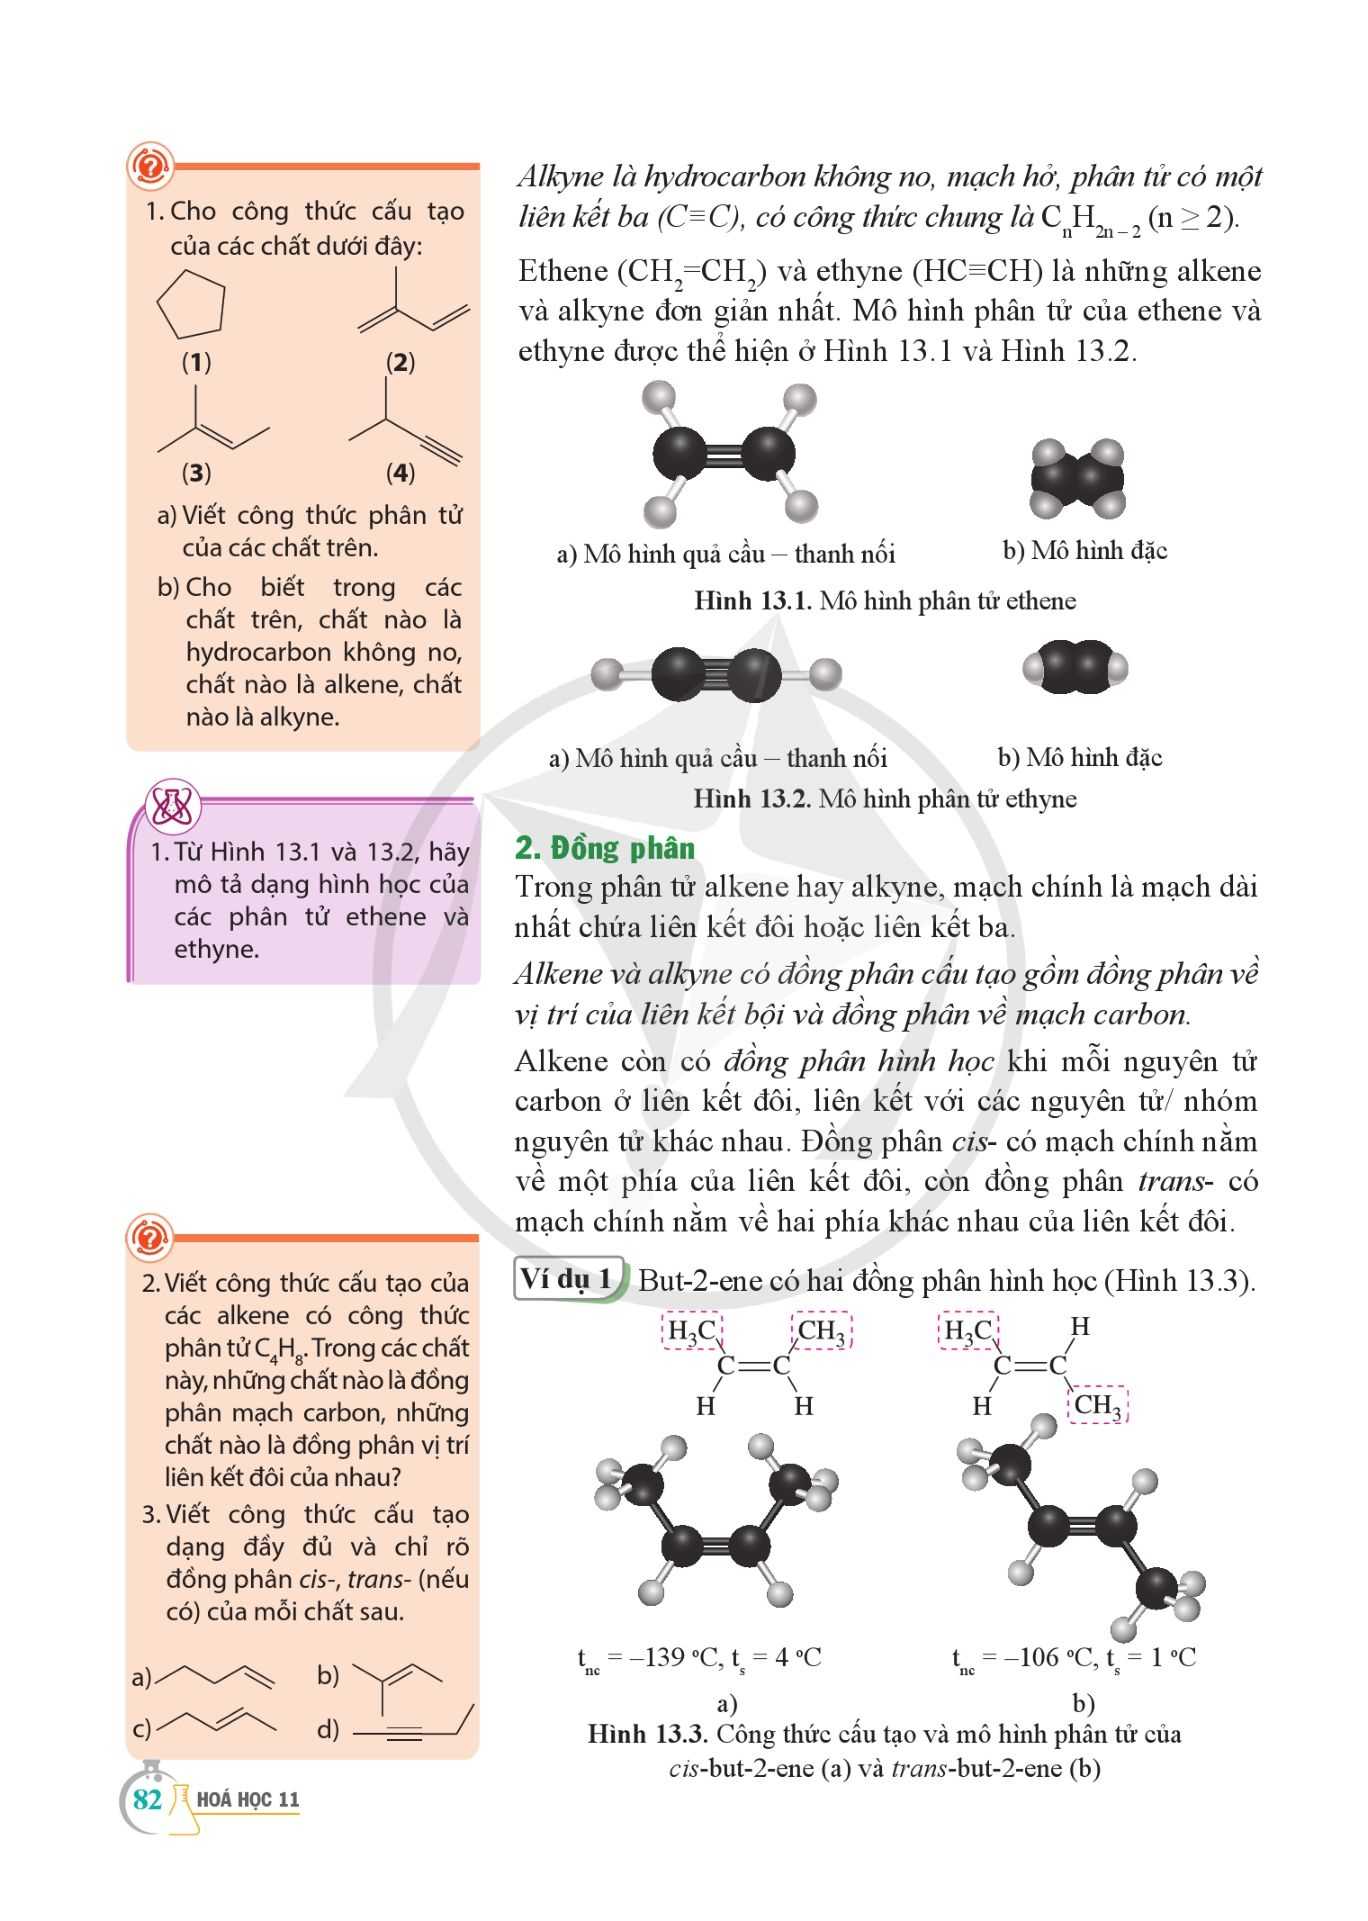 1. Cho công thức cấu tạo
của các chất dưới đây:
(1)
(2)
(3)
(4)
a) Viết công thức phân tử
của các chất trên.
b) Cho biết trong các
chất trên, chất nào là
hydrocarbon không no,
chất nào là alkene, chất
nào là alkyne.
1. Từ Hình 13.1 và 13.2, hãy
mô tả dạng hình học của
các phân tử ethene và
ethyne.
2. Viết công thức cấu tạo của
các alkene có công thức
phân tử C4H8. Trong các chất
này, những chất nào là đồng
phân mạch carbon, những
chất nào là đồng phân vị trí
liên kết đôi của nhau?
3. Viết công thức cấu tạo
dạng đầy đủ và chỉ rõ
đồng phân cis-, trans- (nếu
có) của mỗi chất sau.
a)
b)
c)
d)
Alkyne là hydrocarbon không no, mạch hở, phân tử có một
liên kết ba (C≡C), có công thức chung là CnH2n – 2 (n ≥ 2).
Ethene (CH2=CH2) và ethyne (HC≡CH) là những alkene
và alkyne đơn giản nhất. Mô hình phân tử của ethene và
ethyne được thể hiện ở Hình 13.1 và Hình 13.2.
a) Mô hình quả cầu – thanh nối
b) Mô hình đặc
Hình 13.1. Mô hình phân tử ethene
a) Mô hình quả cầu – thanh nối
b) Mô hình đặc
Hình 13.2. Mô hình phân tử ethyne
2. Đồng phân
Trong phân tử alkene hay alkyne, mạch chính là mạch dài
nhất chứa liên kết đôi hoặc liên kết ba.
Alkene và alkyne có đồng phân cấu tạo gồm đồng phân về
vị trí của liên kết bội và đồng phân về mạch carbon.
Alkene còn có đồng phân hình học khi mỗi nguyên tử
carbon ở liên kết đôi, liên kết với các nguyên tử/ nhóm
nguyên tử khác nhau. Đồng phân cis- có mạch chính nằm
về một phía của liên kết đôi, còn đồng phân trans- có
mạch chính nằm về hai phía khác nhau của liên kết đôi.
Ví dụ 1 But-2-ene có hai đồng phân hình học (Hình 13.3).
H3C CH3
C=C
H H
H3C H
C=C
H CH3
tnc = –139 °C, ts = 4 °C
tnc = –106 °C, ts = 1 °C
a)
b)
Hình 13.3. Công thức cấu tạo và mô hình phân tử của
cis-but-2-ene (a) và trans-but-2-ene (b)
82 HOÁ HỌC 11